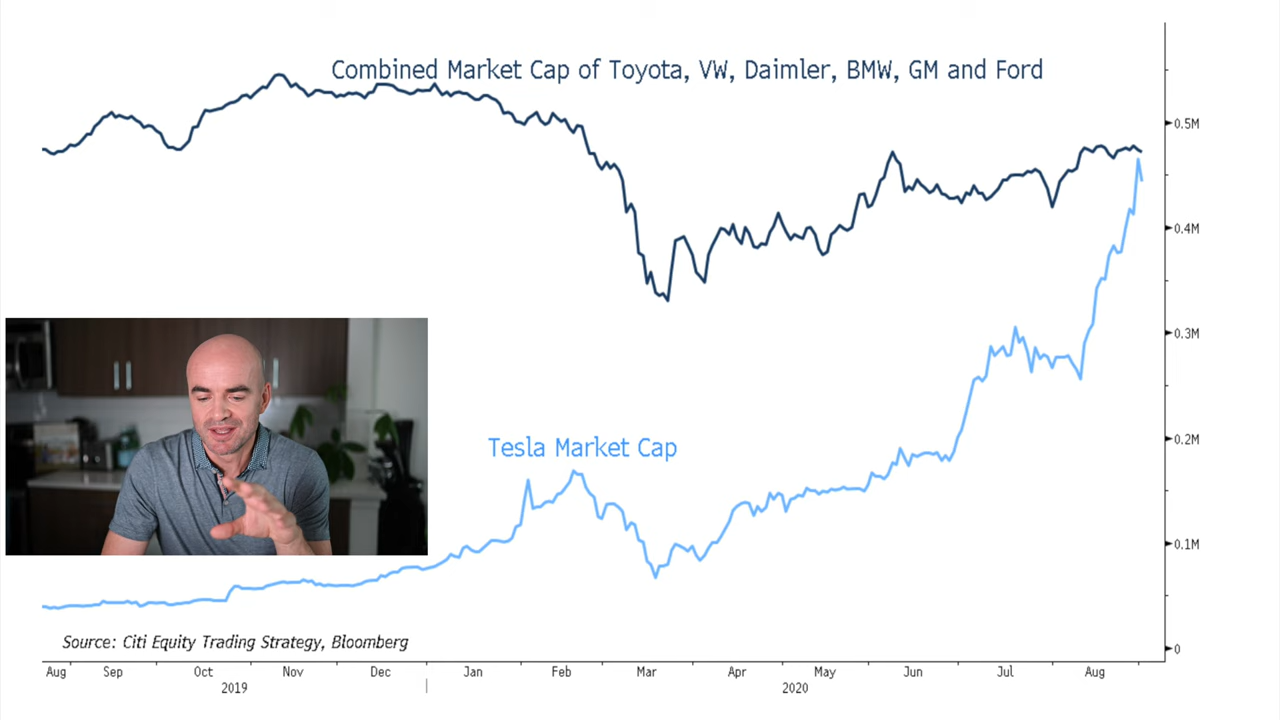 Combined Market Cap of Toyota, VW, Daimler, BMW, GM and Ford
0.5M
0.4M
0.3M
Tesla Market Cap
0.2M
0.1M
Source: Citi Equity Trading Strategy, Bloomberg
0
Aug Sep Oct Nov Dec Jan Feb Mar Apr May Jun Jul Aug
2019 2020